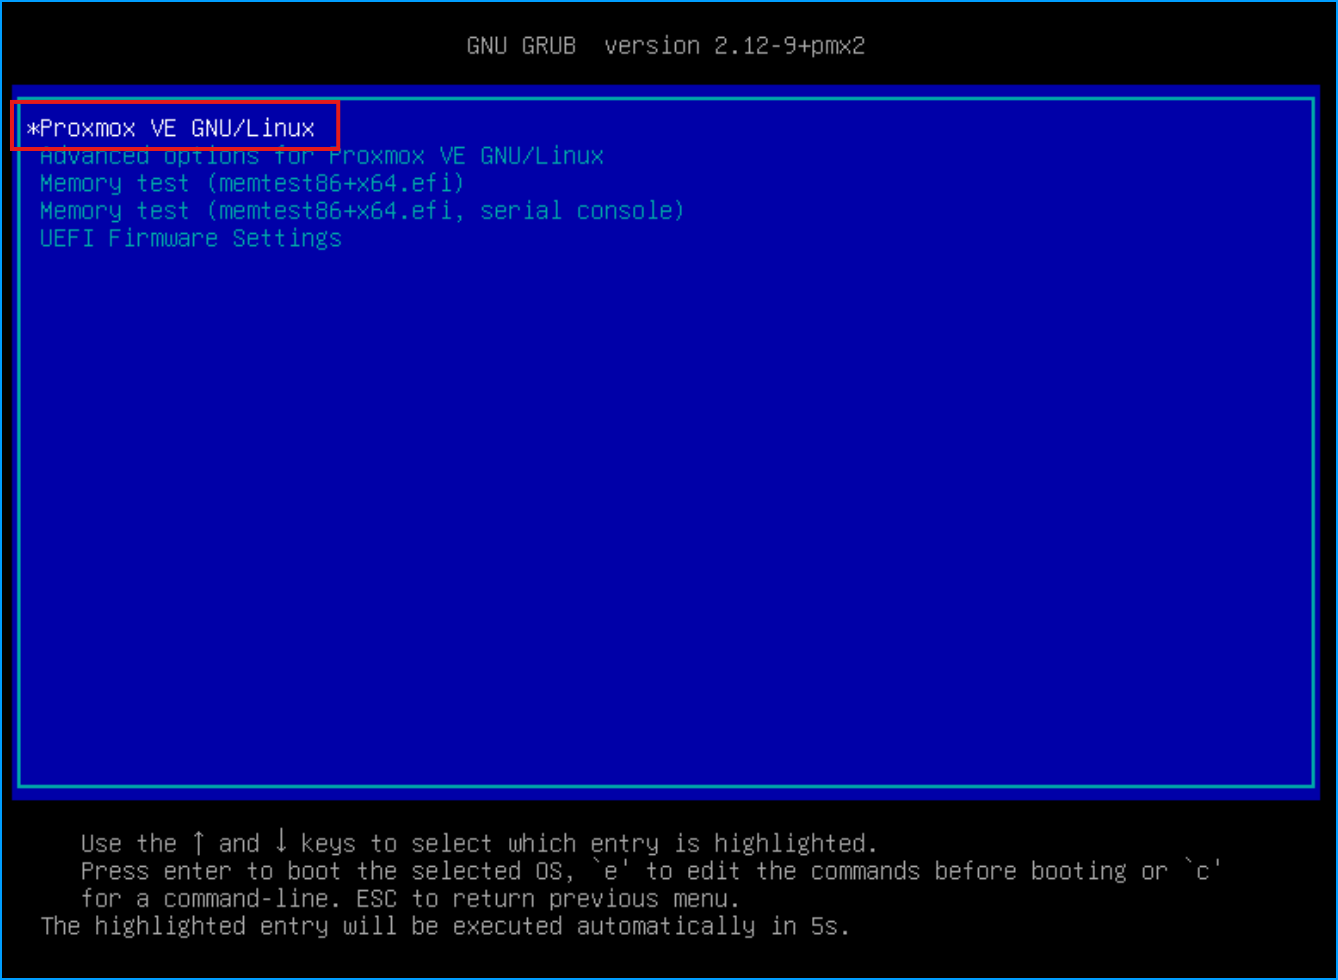 GNU GRUB  version 2.12-9+pmx2
*Proxmox VE GNU/Linux
Advanced options for Proxmox VE GNU/Linux
Memory test (memtest86+x64.efi)
Memory test (memtest86+x64.efi, serial console)
UEFI Firmware Settings
Use the ↑ and ↓ keys to select which entry is highlighted.
Press enter to boot the selected OS, `e' to edit the commands before booting or `c'
for a command-line. ESC to return previous menu.
The highlighted entry will be executed automatically in 5s.